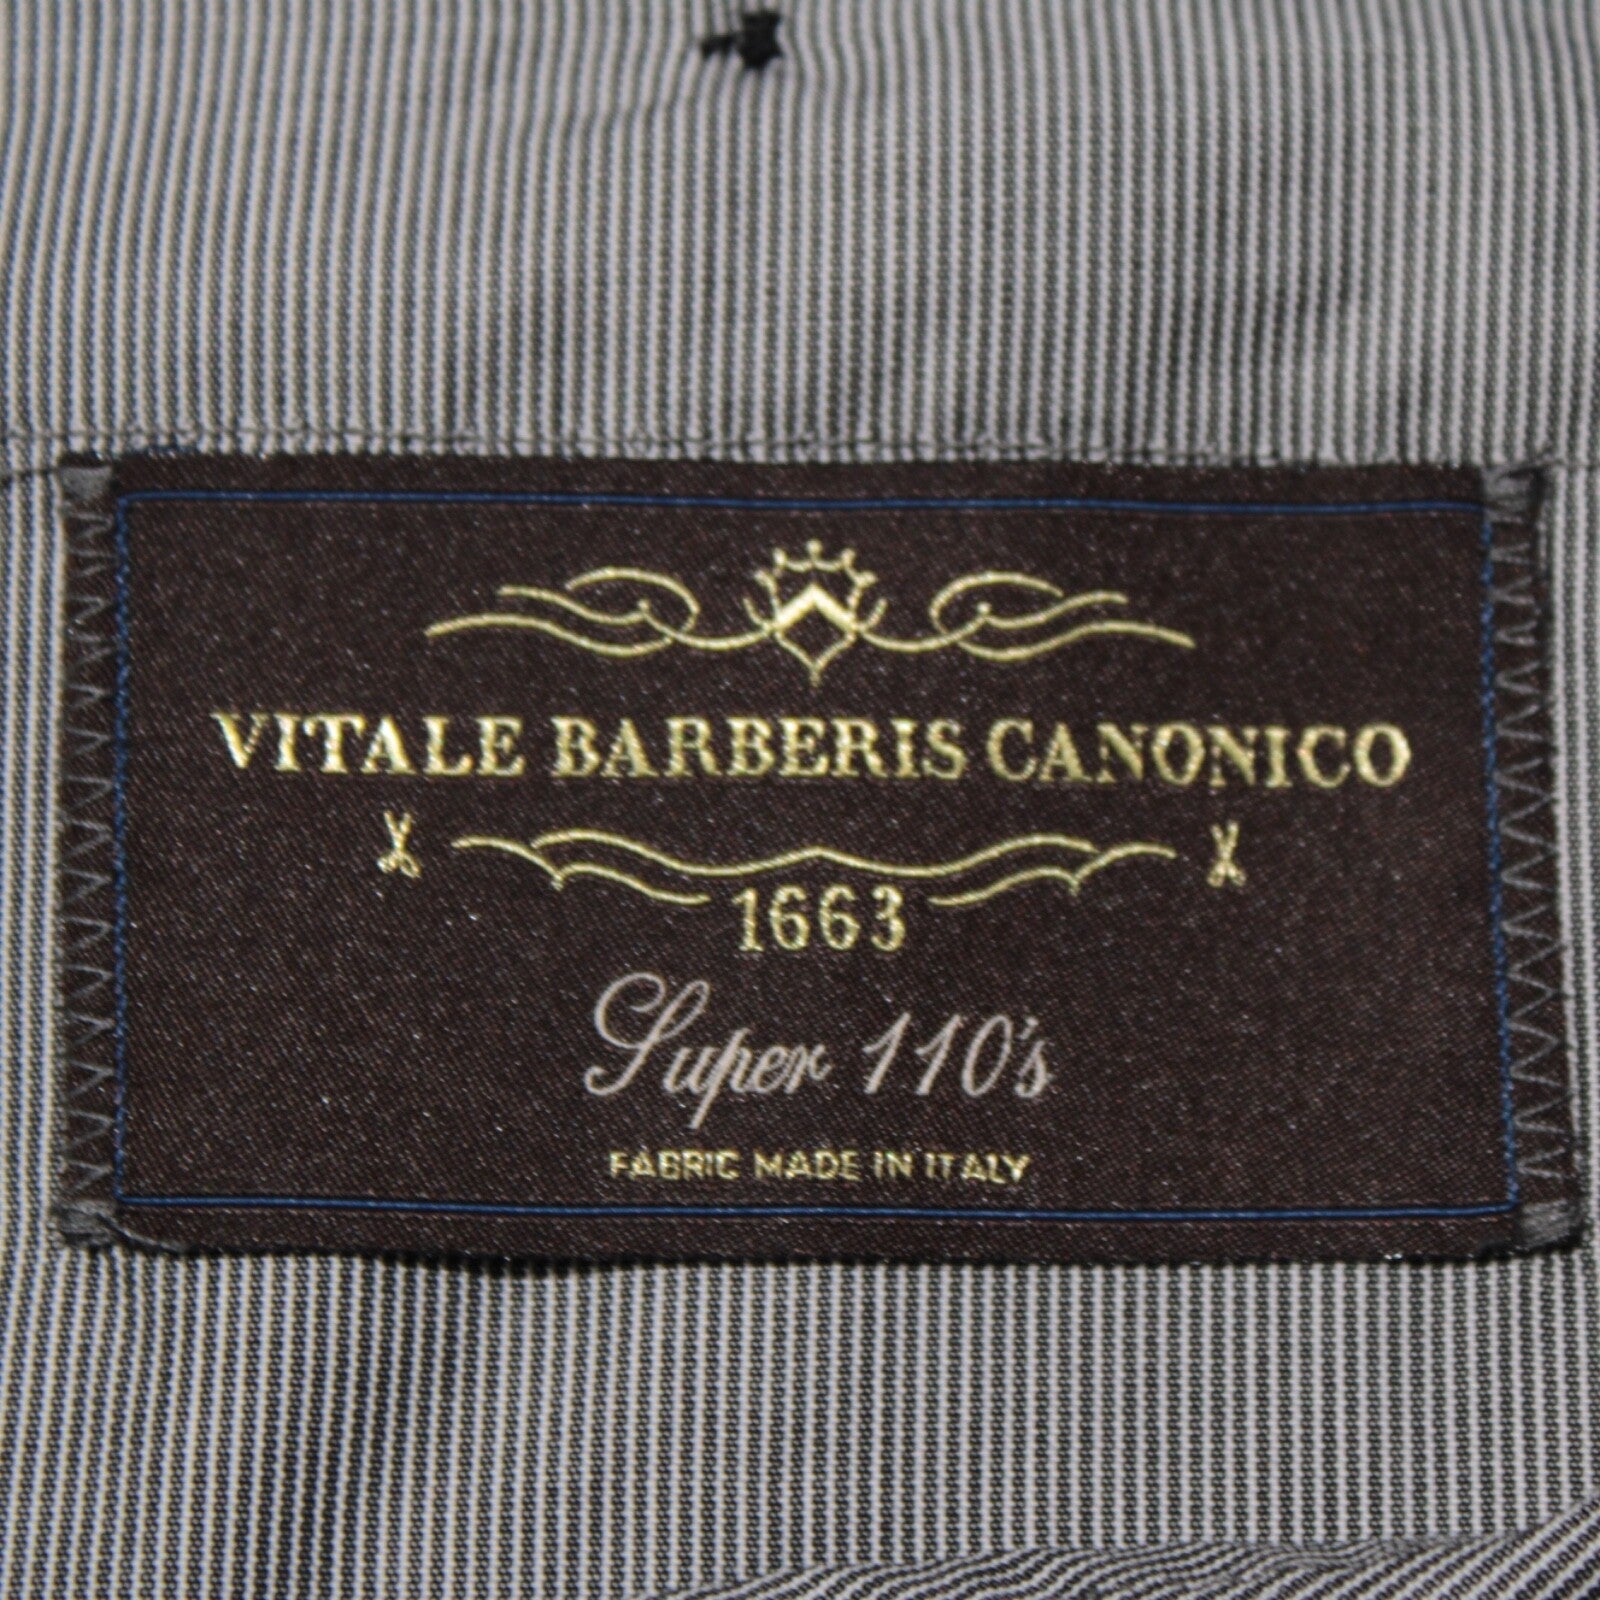 VITALE BARBERIS CANONICO
1663
Super 110's
FABRIC MADE IN ITALY